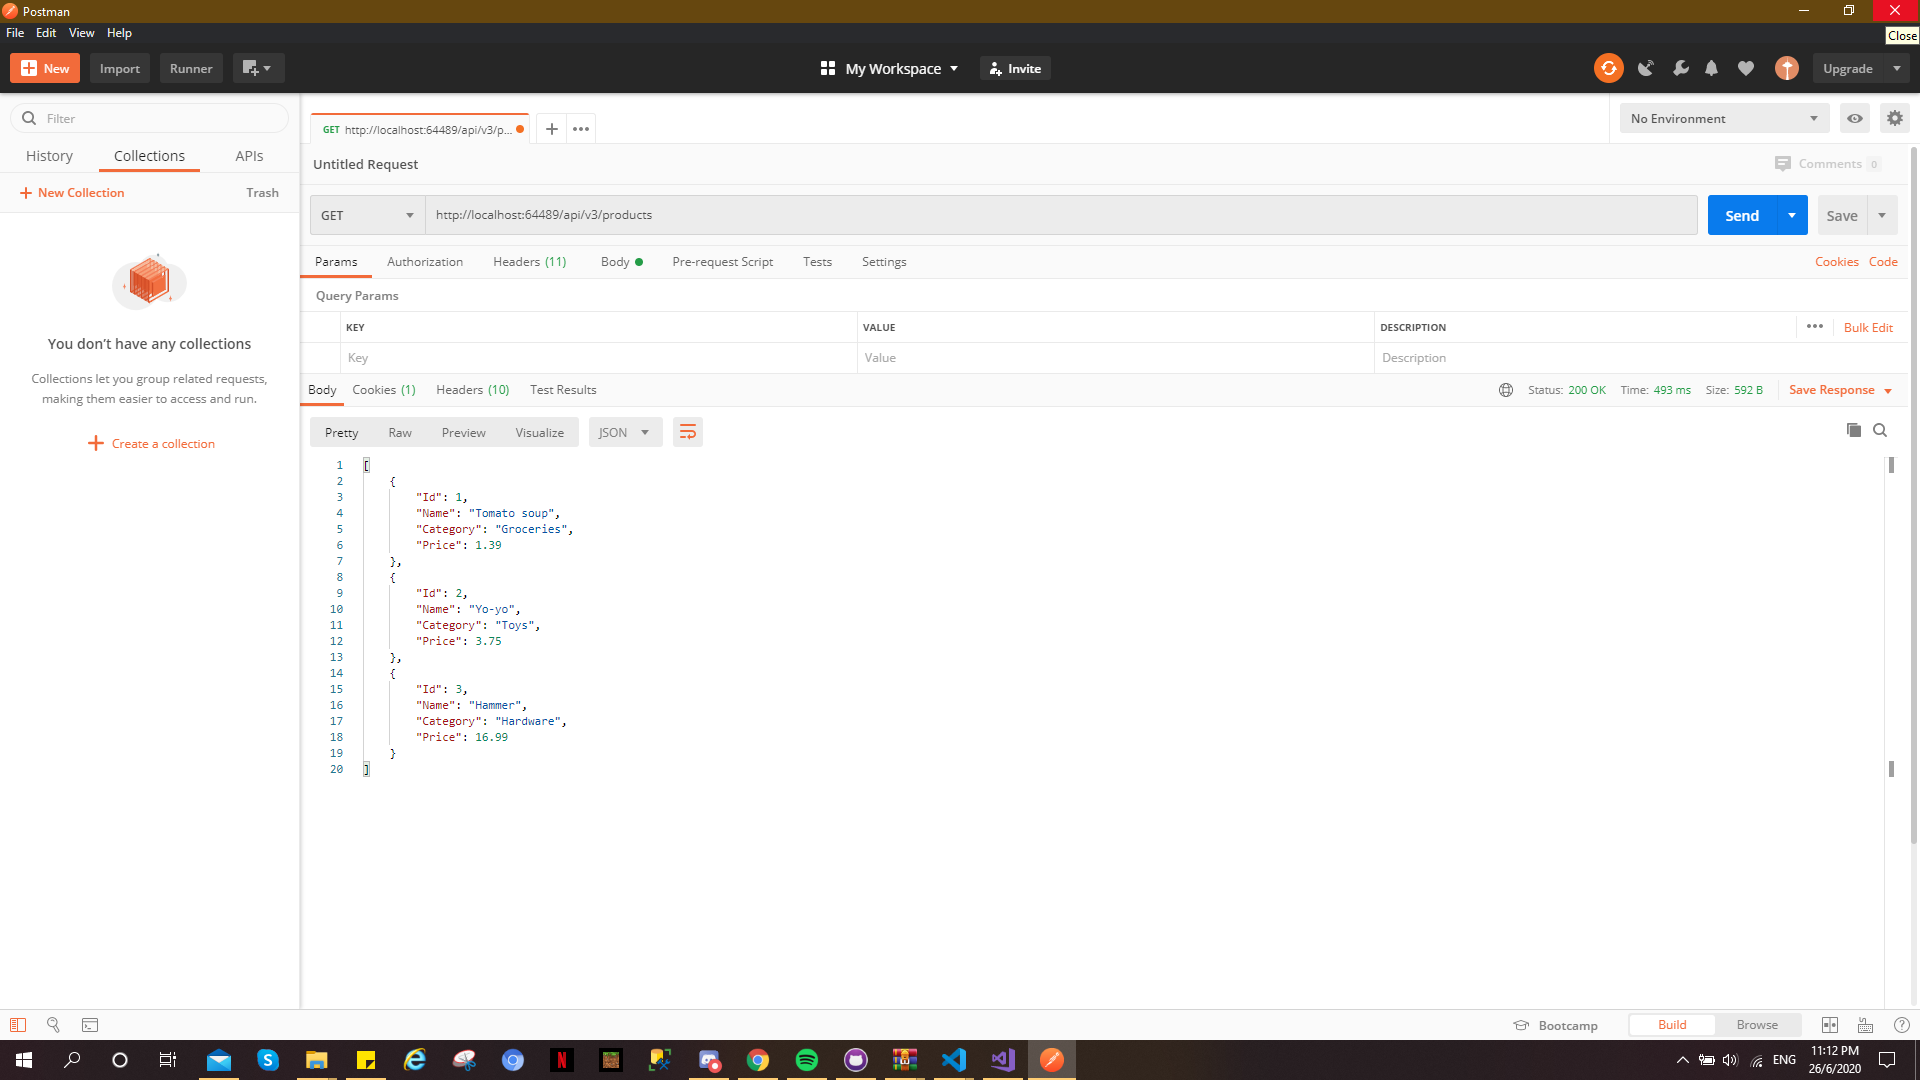 Postman
File Edit View Help
Close
New Import Runner My Workspace Invite Upgrade
Filter
History Collections APIs
New Collection Trash
You don't have any collections
Collections let you group related requests,
making them easier to access and run.
Create a collection
GET http://localhost:64489/api/v3/p...
No Environment
Untitled Request
Comments 0
GET http://localhost:64489/api/v3/products Send Save
Params Authorization Headers (11) Body Pre-request Script Tests Settings Cookies Code
Query Params
KEY VALUE DESCRIPTION Bulk Edit
Key Value Description
Body Cookies (1) Headers (10) Test Results Status: 200 OK Time: 493 ms Size: 592 B Save Response
Pretty Raw Preview Visualize JSON
1 [
2 {
3 "Id": 1,
4 "Name": "Tomato soup",
5 "Category": "Groceries",
6 "Price": 1.39
7 },
8 {
9 "Id": 2,
10 "Name": "Yo-yo",
11 "Category": "Toys",
12 "Price": 3.75
13 },
14 {
15 "Id": 3,
16 "Name": "Hammer",
17 "Category": "Hardware",
18 "Price": 16.99
19 }
20 ]
Bootcamp Build Browse
ENG
11:12 PM
26/6/2020